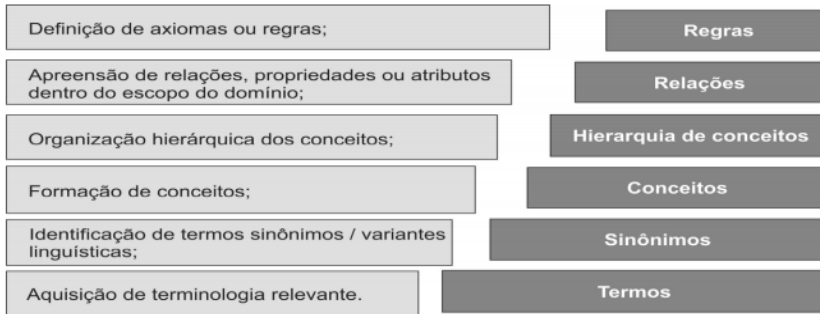 Definição de axiomas ou regras;
Regras
Apreensão de relações, propriedades ou atributos
dentro do escopo do domínio;
Relações
Organização hierárquica dos conceitos;
Hierarquia de conceitos
Formação de conceitos;
Conceitos
Identificação de termos sinônimos / variantes
linguísticas;
Sinônimos
Aquisição de terminologia relevante.
Termos